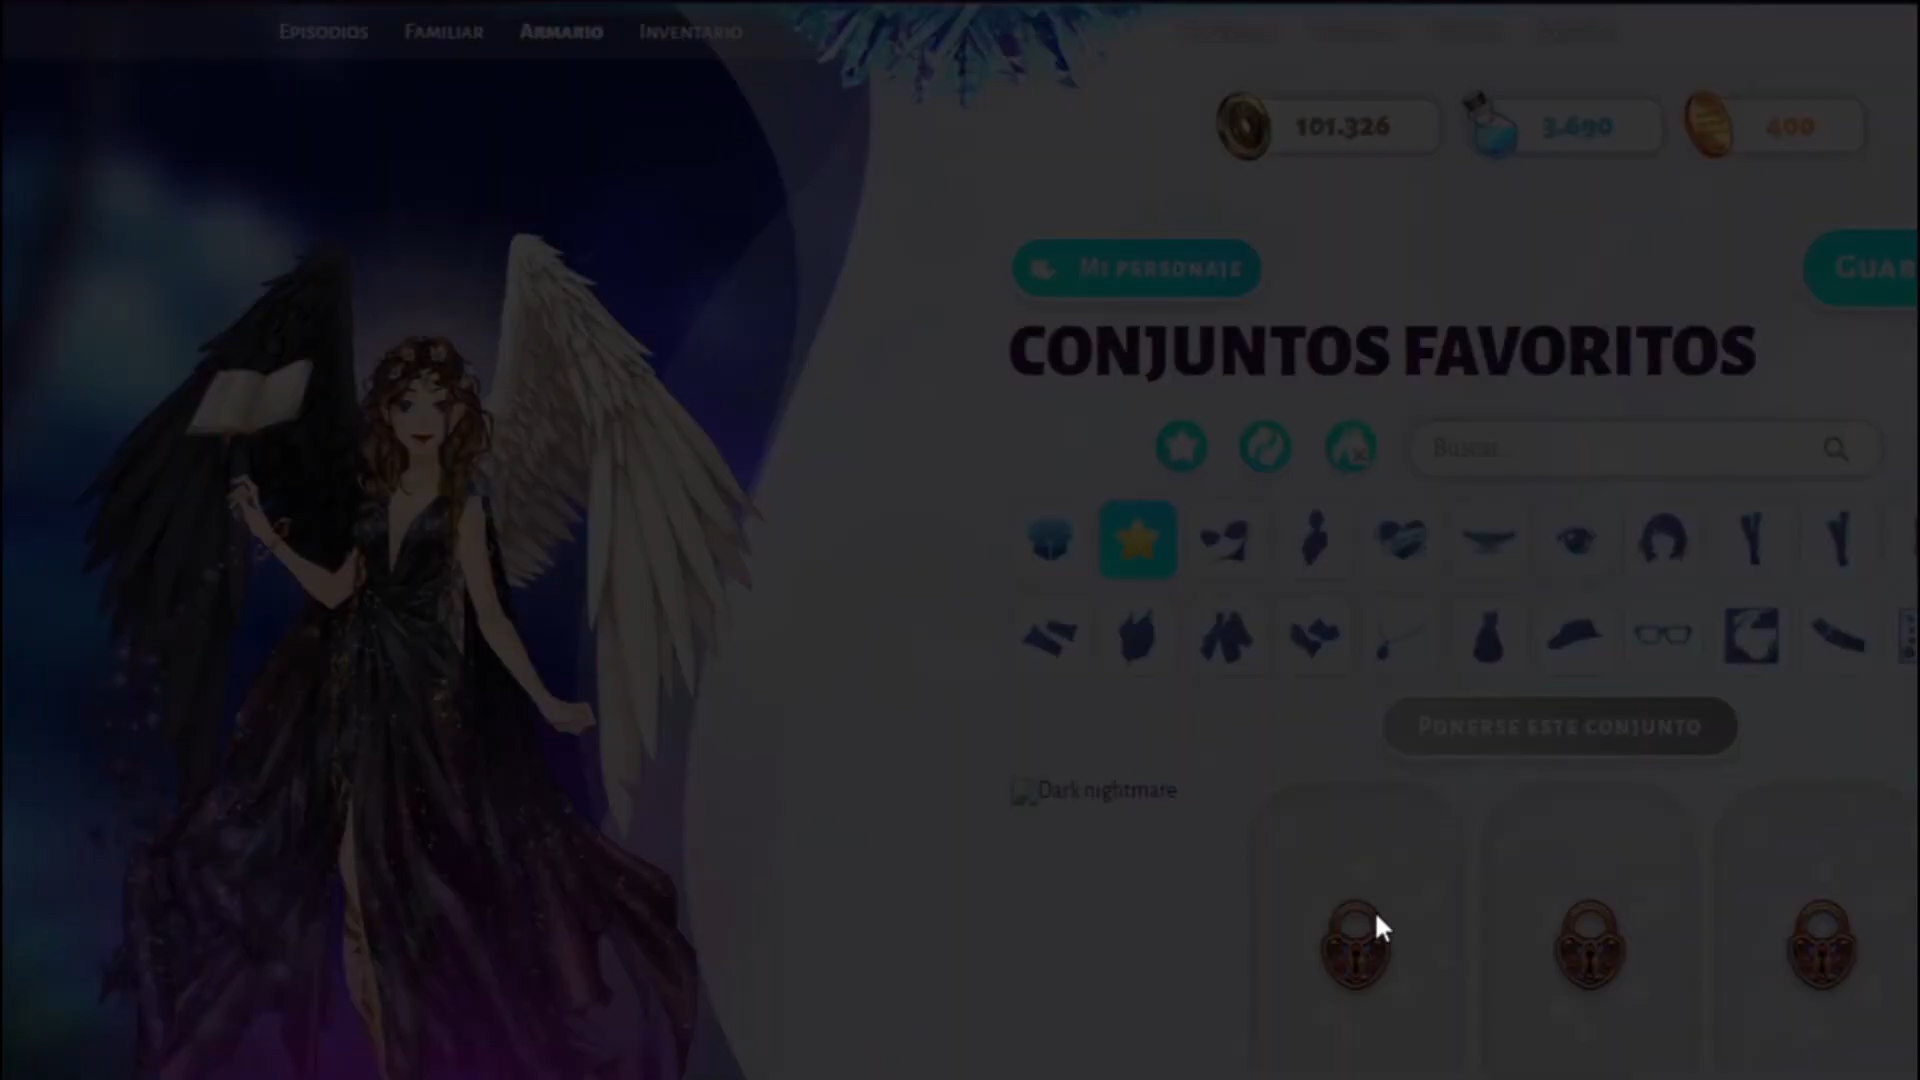 Episodios Familiar Armario Inventario
101.326 3.690 400
Mi personaje
Guar
CONJUNTOS FAVORITOS
Buscar
Ponerse este conjunto
Dark nightmare